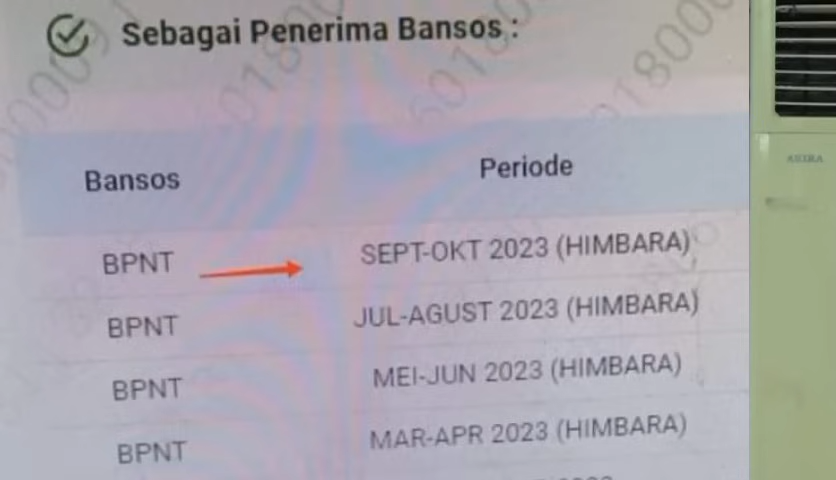 Sebagai Penerima Bansos :
Bansos Periode
BPNT SEPT-OKT 2023 (HIMBARA)
BPNT JUL-AGUST 2023 (HIMBARA)
BPNT MEI-JUN 2023 (HIMBARA)
BPNT MAR-APR 2023 (HIMBARA)